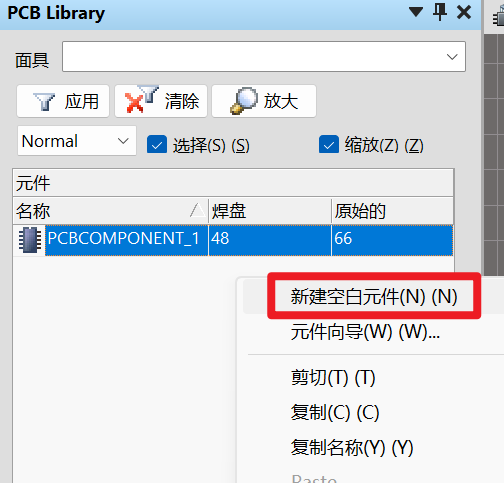 PCB Library
面具
应用 清除 放大
Normal 选择(S) (S) 缩放(Z) (Z)
元件
名称 焊盘 原始的
PCBCOMPONENT_1 48 66
新建空白元件(N) (N)
元件向导(W) (W)...
剪切(T) (T)
复制(C) (C)
复制名称(Y) (Y)
Paste